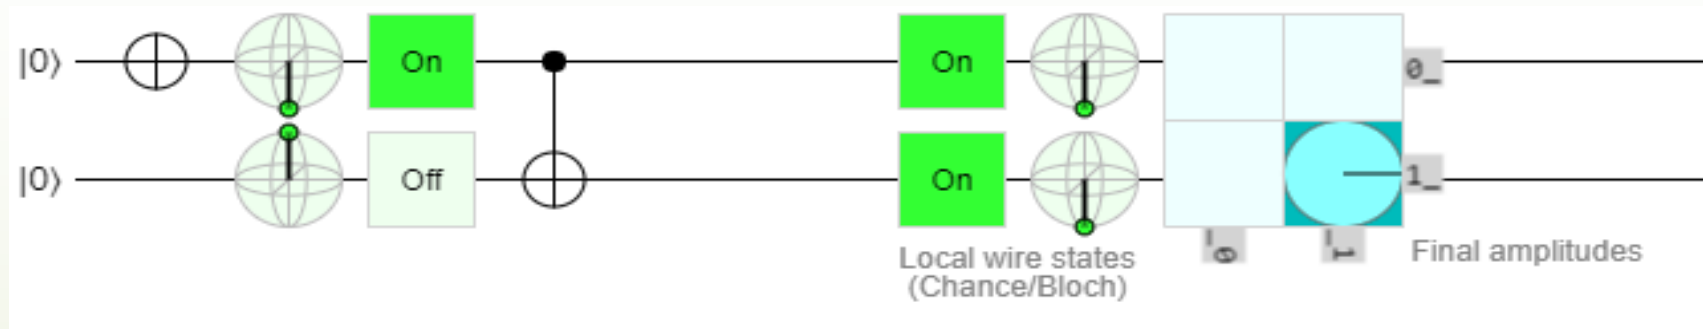 |0⟩ On On 0_
|0⟩ Off On 1_
_0 _1
Local wire states Final amplitudes
(Chance/Bloch)